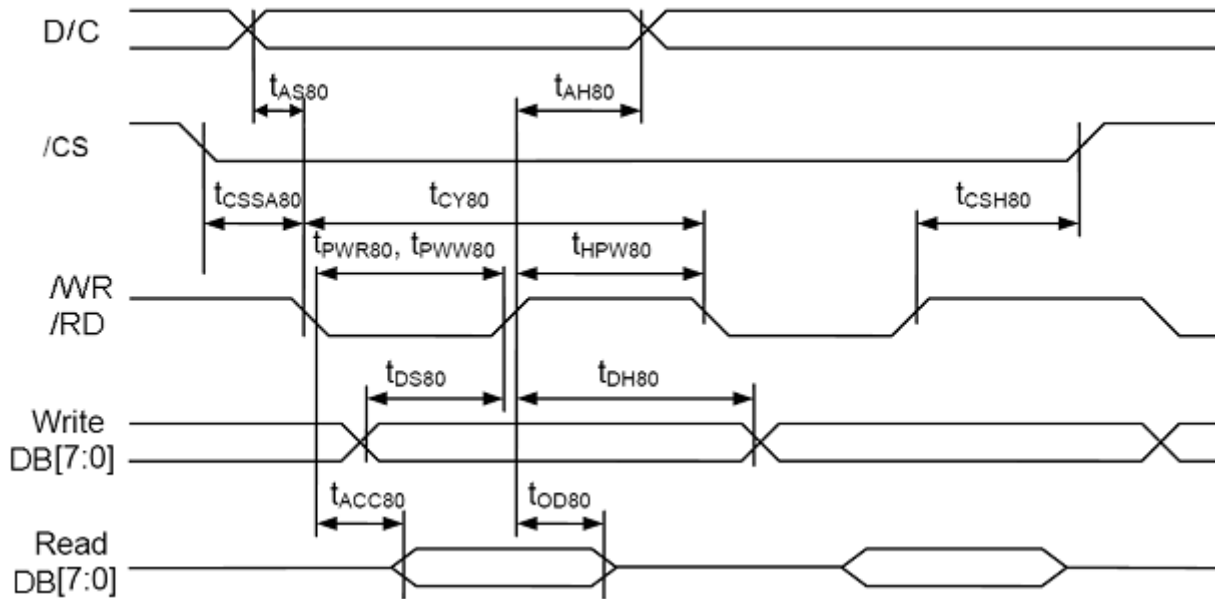 D/C
tAS80 tAH80
/CS
tCSSA80 tCY80 tCSH80
tPWR80, tPWW80 tHPW80
/WR
/RD
tDS80 tDH80
Write
DB[7:0]
tACC80 tOD80
Read
DB[7:0]